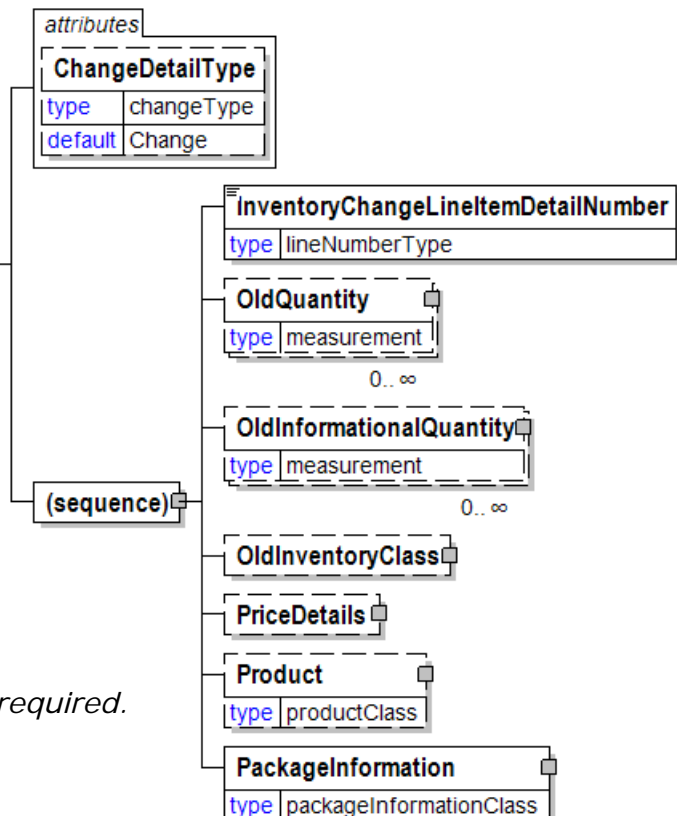 attributes
ChangeDetailType
type changeType
default Change
InventoryChangeLineItemDetailNumber
type lineNumberType
OldQuantity
type measurement
0.. ∞
OldInformationalQuantity
type measurement
0.. ∞
(sequence)
OldInventoryClass
PriceDetails
Product
type productClass
required.
PackageInformation
type packageInformationClass